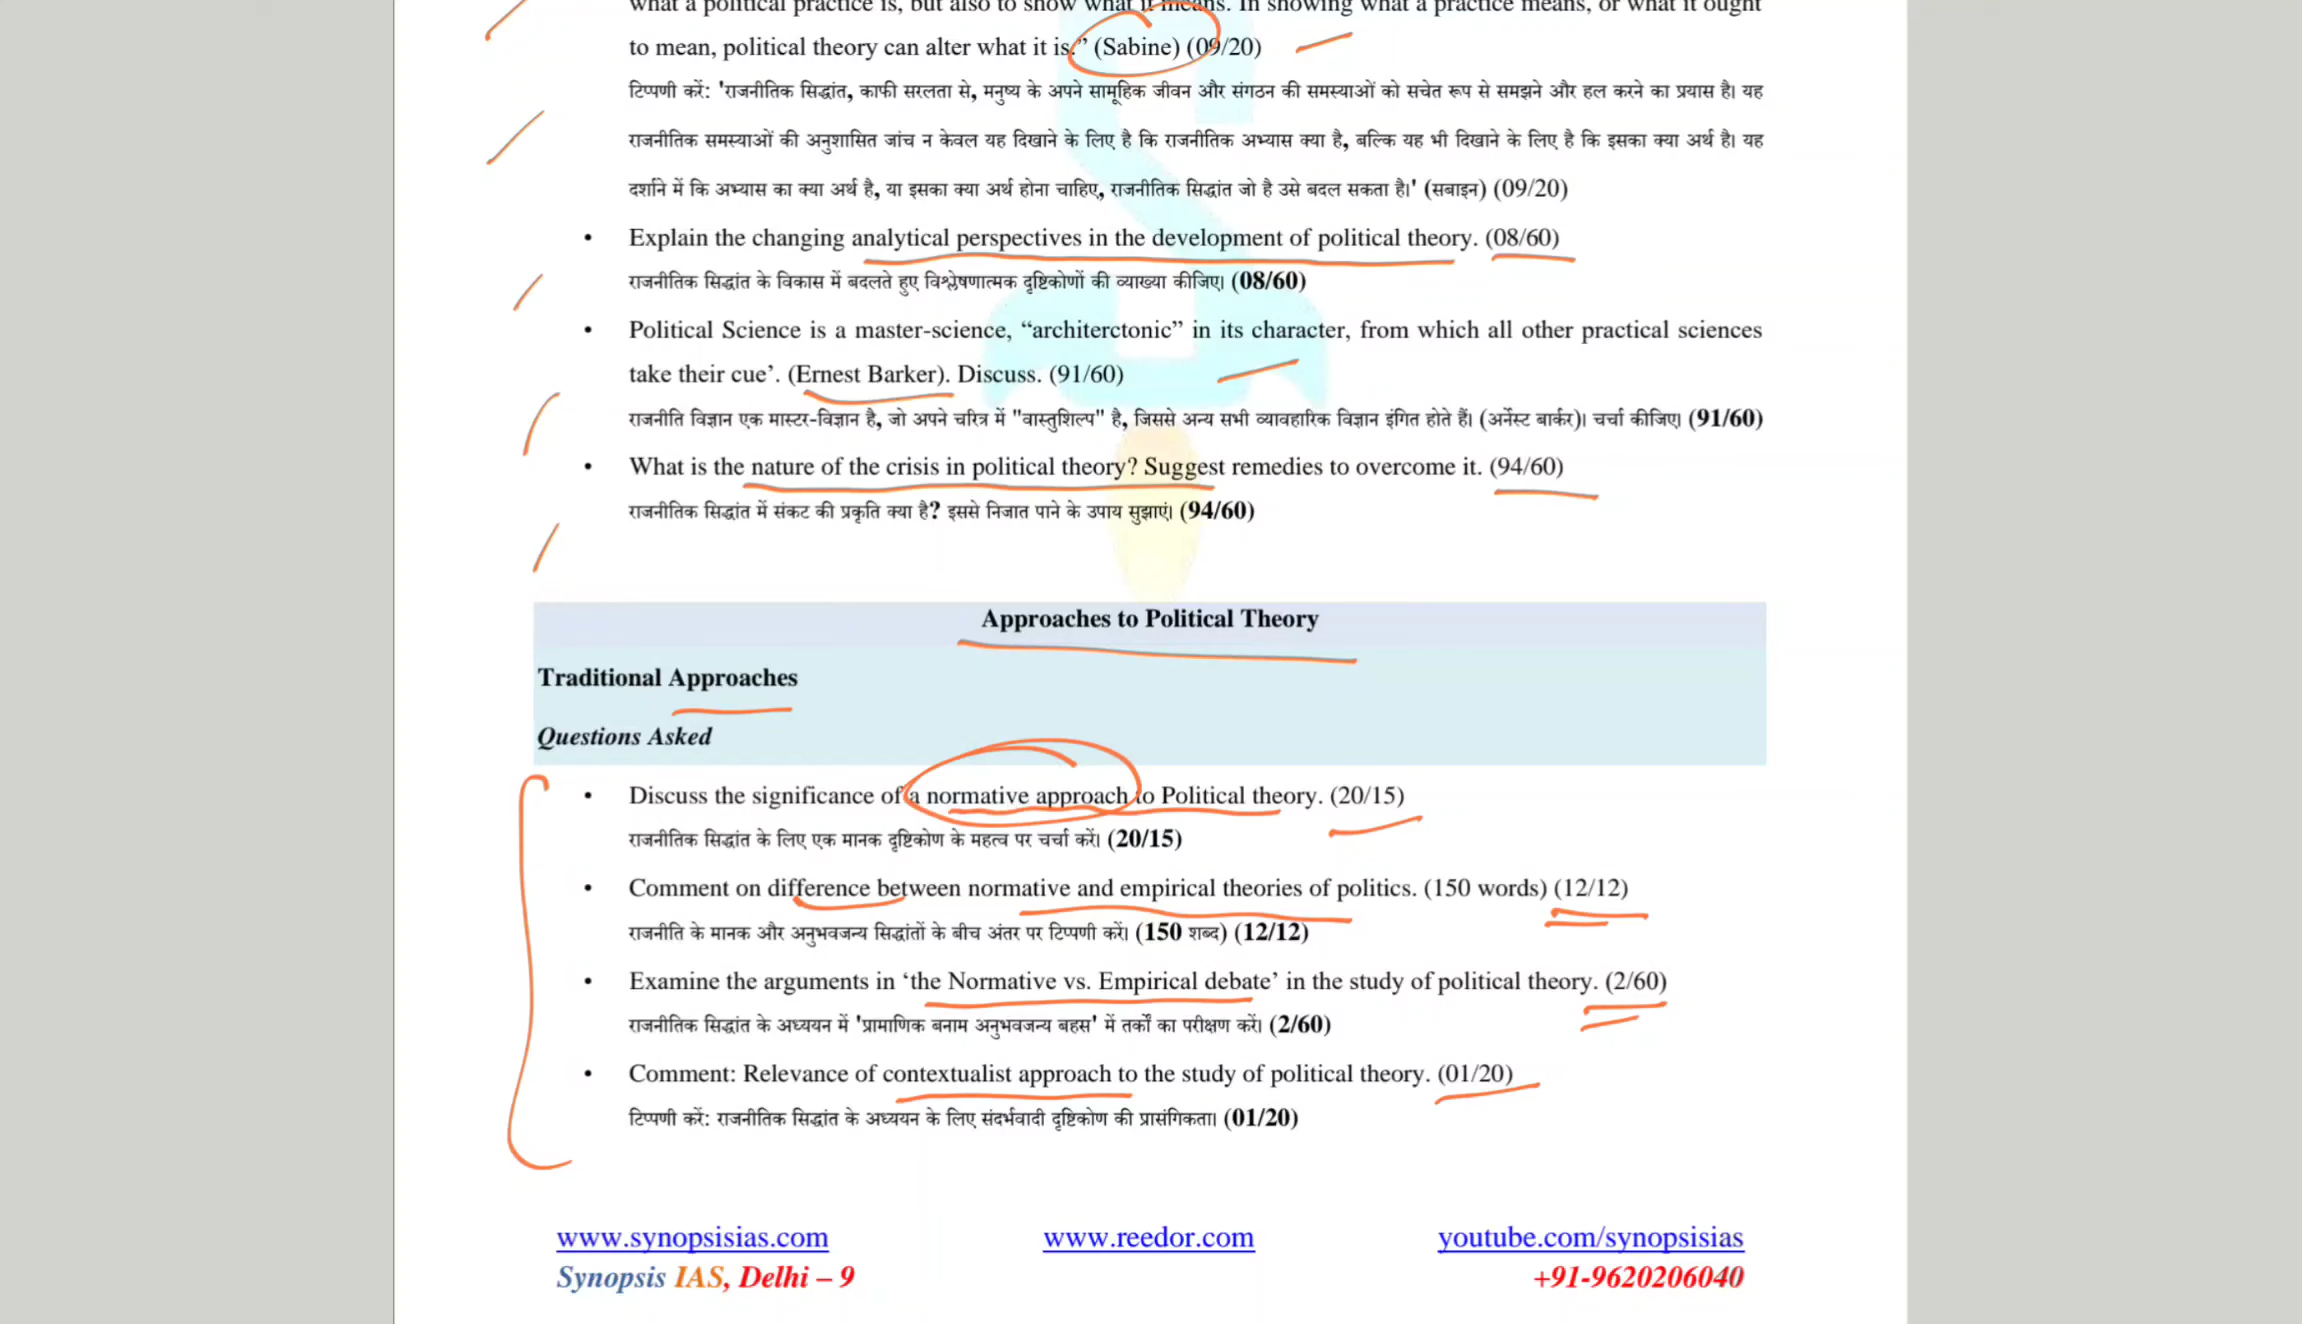 what a political practice is, but also to show what it means. In showing what a practice means, or what it ought
to mean, political theory can alter what it is.” (Sabine) (09/20)
टिप्पणी करें: 'राजनीतिक सिद्धांत, काफी सरलता से, मनुष्य के अपने सामूहिक जीवन और संगठन की समस्याओं को सचेत रूप से समझने और हल करने का प्रयास है। यह
राजनीतिक समस्याओं की अनुशासित जांच न केवल यह दिखाने के लिए है कि राजनीतिक अभ्यास क्या है, बल्कि यह भी दिखाने के लिए है कि इसका क्या अर्थ है। यह
दर्शाने में कि अभ्यास का क्या अर्थ है, या इसका क्या अर्थ होना चाहिए, राजनीतिक सिद्धांत जो है उसे बदल सकता है।' (सबाइन) (09/20)
• Explain the changing analytical perspectives in the development of political theory. (08/60)
राजनीतिक सिद्धांत के विकास में बदलते हुए विश्लेषणात्मक दृष्टिकोणों की व्याख्या कीजिए। (08/60)
• Political Science is a master-science, “architerctonic” in its character, from which all other practical sciences
take their cue’. (Ernest Barker). Discuss. (91/60)
राजनीति विज्ञान एक मास्टर-विज्ञान है, जो अपने चरित्र में "वास्तुशिल्प" है, जिससे अन्य सभी व्यावहारिक विज्ञान इंगित होते हैं। (अर्नेस्ट बार्कर)। चर्चा कीजिए। (91/60)
• What is the nature of the crisis in political theory? Suggest remedies to overcome it. (94/60)
राजनीतिक सिद्धांत में संकट की प्रकृति क्या है? इससे निजात पाने के उपाय सुझाएं। (94/60)
Approaches to Political Theory
Traditional Approaches
Questions Asked
• Discuss the significance of a normative approach to Political theory. (20/15)
राजनीतिक सिद्धांत के लिए एक मानक दृष्टिकोण के महत्व पर चर्चा करें। (20/15)
• Comment on difference between normative and empirical theories of politics. (150 words) (12/12)
राजनीति के मानक और अनुभवजन्य सिद्धांतों के बीच अंतर पर टिप्पणी करें। (150 शब्द) (12/12)
• Examine the arguments in ‘the Normative vs. Empirical debate’ in the study of political theory. (2/60)
राजनीतिक सिद्धांत के अध्ययन में 'प्रामाणिक बनाम अनुभवजन्य बहस' में तर्कों का परीक्षण करें। (2/60)
• Comment: Relevance of contextualist approach to the study of political theory. (01/20)
टिप्पणी करें: राजनीतिक सिद्धांत के अध्ययन के लिए संदर्भवादी दृष्टिकोण की प्रासंगिकता। (01/20)
www.synopsisias.com www.reedor.com youtube.com/synopsisias
Synopsis IAS, Delhi – 9 +91-9620206040